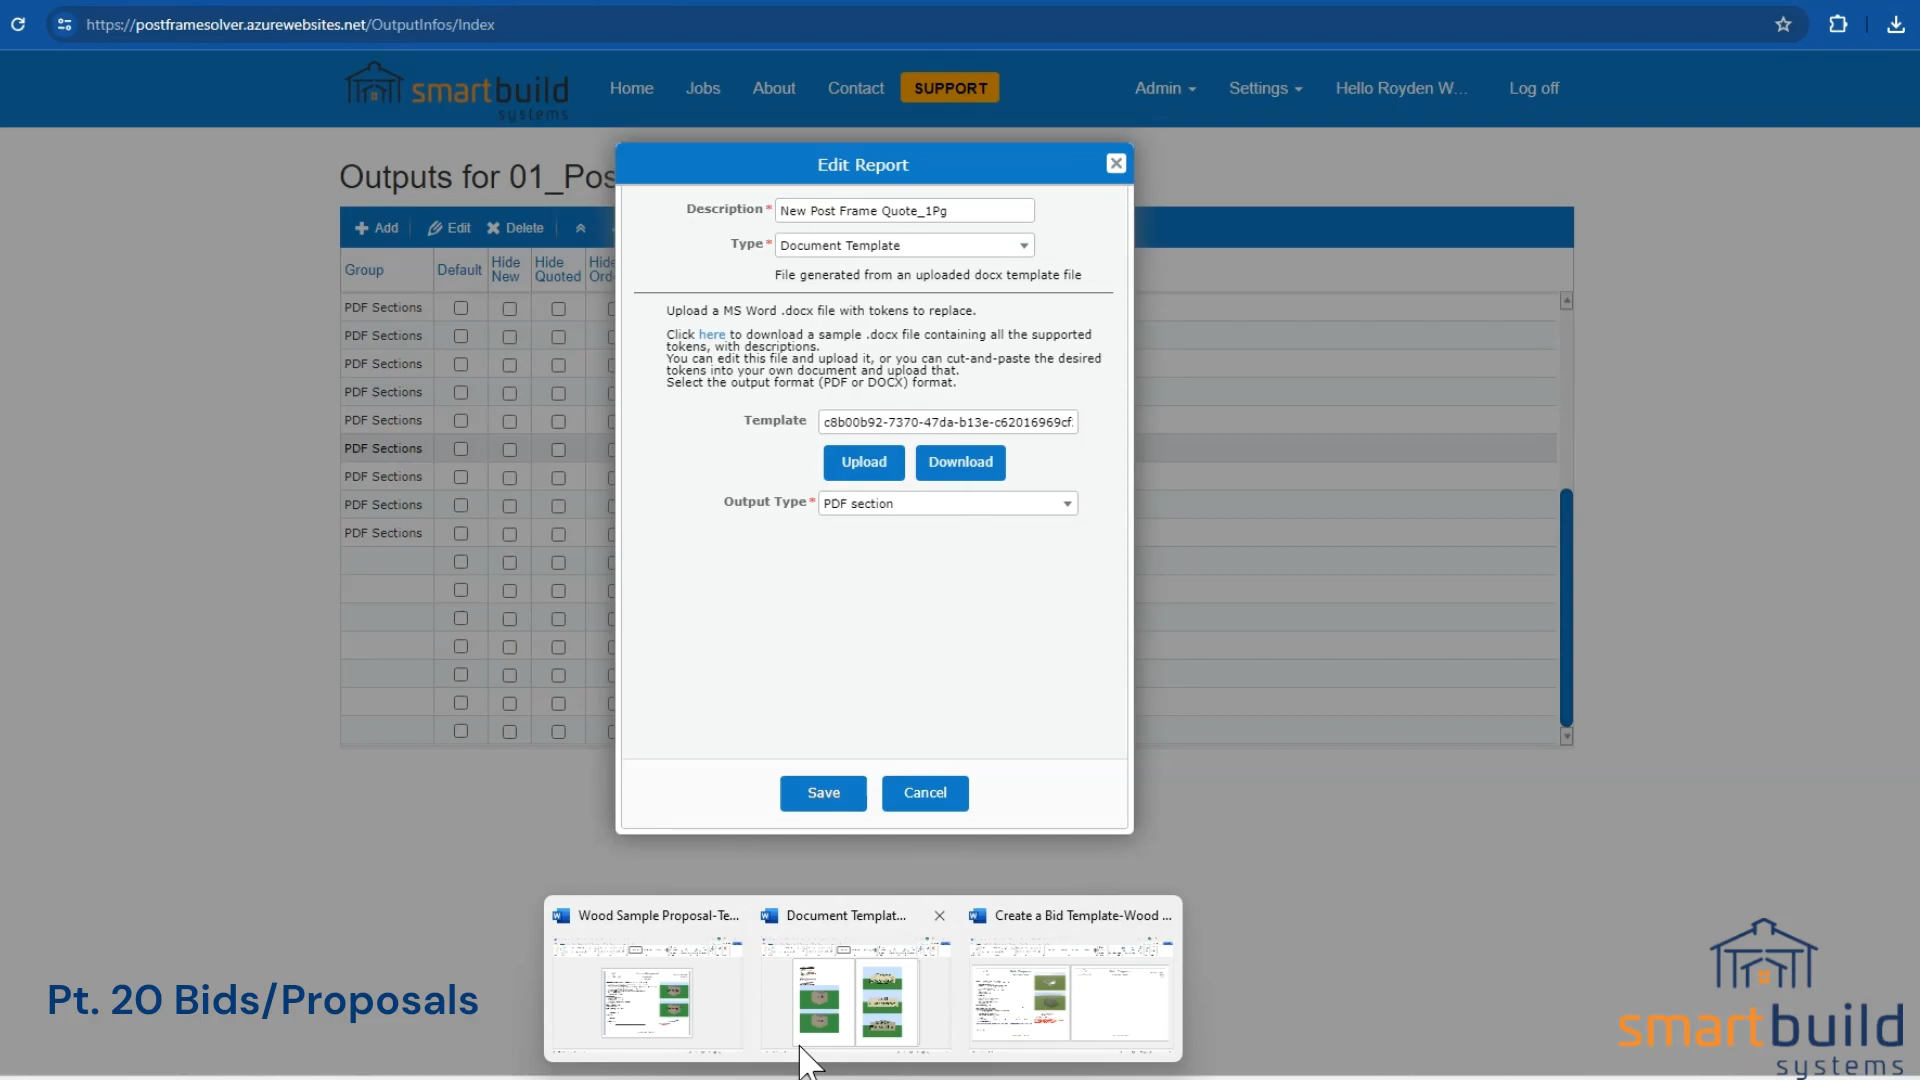 https://postframesolver.azurewebsites.net/OutputInfos/Index
smartbuild
systems
Home
Jobs
About
Contact
SUPPORT
Admin
Settings
Hello Royden W...
Log off
Outputs for 01_Pos
Add
Edit
Delete
Group
Default
Hide New
Hide Quoted
Hide
PDF Sections
PDF Sections
PDF Sections
PDF Sections
PDF Sections
PDF Sections
PDF Sections
PDF Sections
PDF Sections
Edit Report
Description*
New Post Frame Quote_1Pg
Type*
Document Template
File generated from an uploaded docx template file
Upload a MS Word .docx file with tokens to replace.
Click here to download a sample .docx file containing all the supported
tokens, with descriptions.
You can edit this file and upload it, or you can cut-and-paste the desired
tokens into your own document and upload that.
Select the output format (PDF or DOCX) format.
Template
c8b00b92-7370-47da-b13e-c62016969cf
Upload
Download
Output Type*
PDF section
Save
Cancel
Wood Sample Proposal-Te...
Document Templat...
Create a Bid Template-Wood ...
Pt. 20 Bids/Proposals
smartbuild
systems